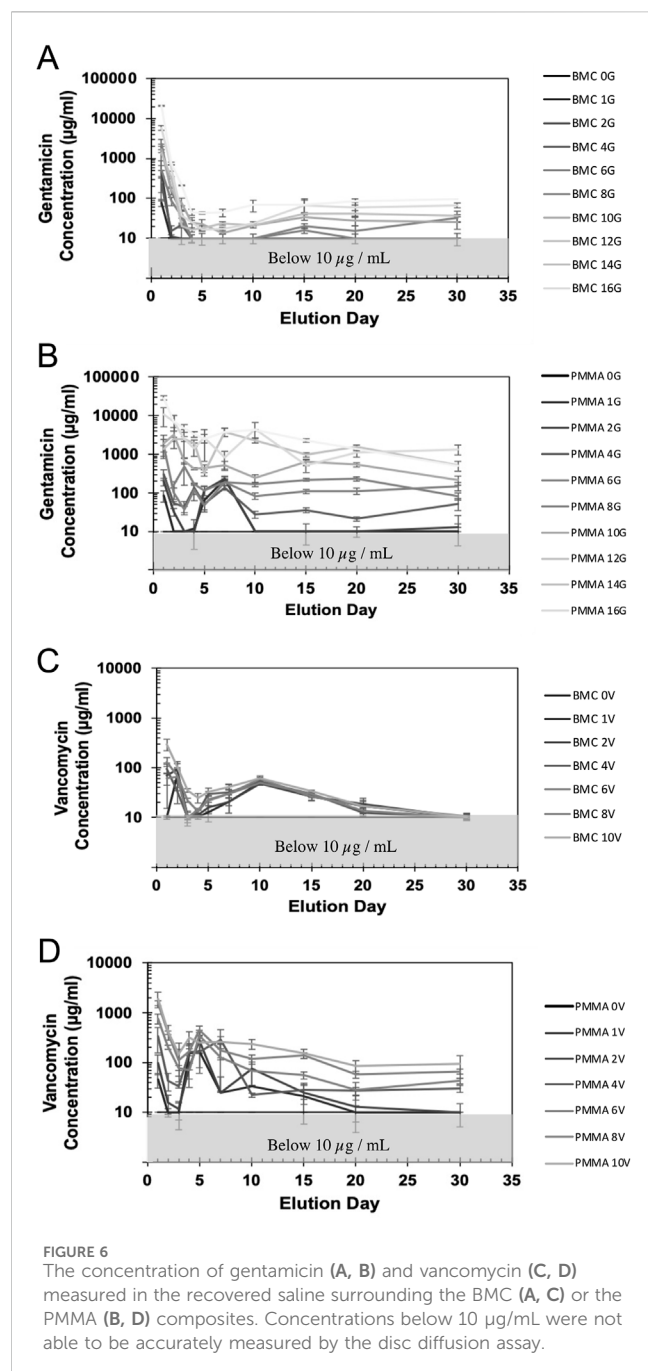 A
Gentamicin
Concentration (µg/ml)
100000
10000
1000
100
10
Below 10 µg / mL
0
5
10
15
20
25
30
35
Elution Day
BMC 0G
BMC 1G
BMC 2G
BMC 4G
BMC 6G
BMC 8G
BMC 10G
BMC 12G
BMC 14G
BMC 16G
B
Gentamicin
Concentration (µg/ml)
100000
10000
1000
100
10
Below 10 µg / mL
0
5
10
15
20
25
30
35
Elution Day
PMMA 0G
PMMA 1G
PMMA 2G
PMMA 4G
PMMA 6G
PMMA 8G
PMMA 10G
PMMA 12G
PMMA 14G
PMMA 16G
C
Vancomycin
Concentration (µg/ml)
10000
1000
100
10
Below 10 µg / mL
0
5
10
15
20
25
30
35
Elution Day
BMC 0V
BMC 1V
BMC 2V
BMC 4V
BMC 6V
BMC 8V
BMC 10V
D
Vancomycin
Concentration (µg/ml)
10000
1000
100
10
Below 10 µg / mL
0
5
10
15
20
25
30
35
Elution Day
PMMA 0V
PMMA 1V
PMMA 2V
PMMA 4V
PMMA 6V
PMMA 8V
PMMA 10V
FIGURE 6
The concentration of gentamicin (A, B) and vancomycin (C, D)
measured in the recovered saline surrounding the BMC (A, C) or the
PMMA (B, D) composites. Concentrations below 10 µg/mL were not
able to be accurately measured by the disc diffusion assay.